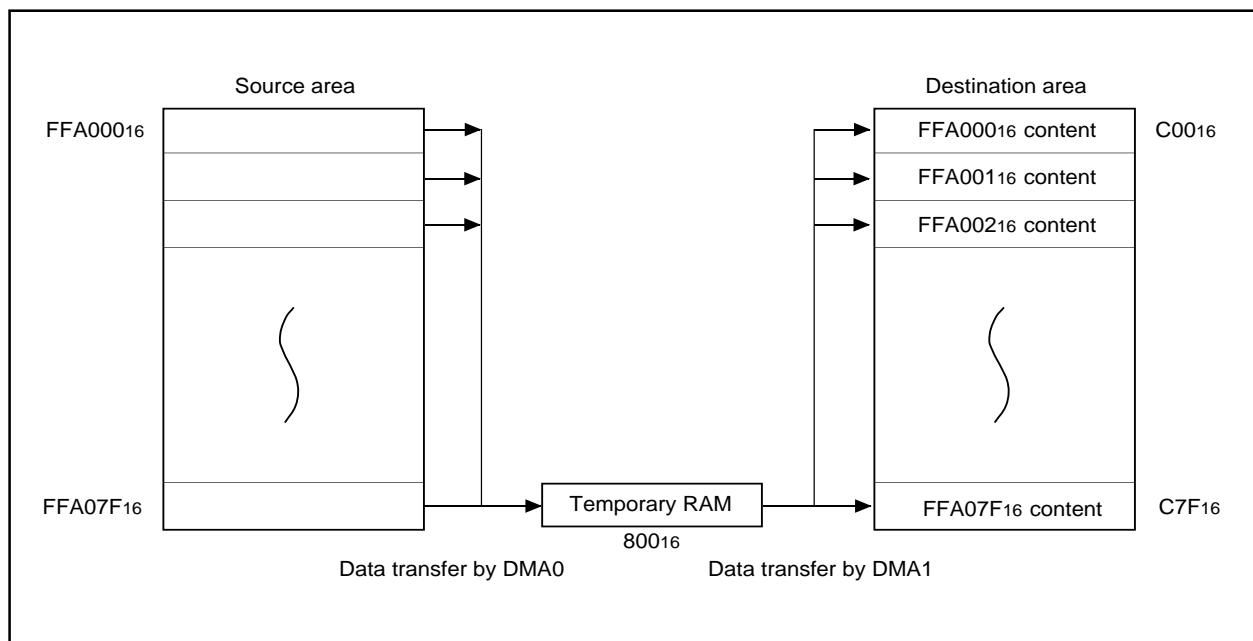 Source area
Destination area
FFA00016
FFA00016 content
C0016
FFA00116 content
FFA00216 content
FFA07F16
Temporary RAM
FFA07F16 content
C7F16
80016
Data transfer by DMA0
Data transfer by DMA1